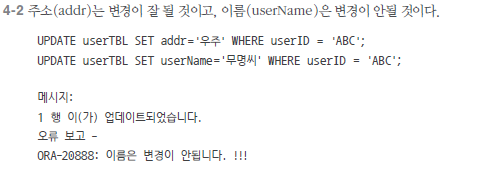 4-2 주소(addr)는 변경이 잘 될 것이고, 이름(userName)은 변경이 안될 것이다.
UPDATE userTBL SET addr='우주' WHERE userID = 'ABC';
UPDATE userTBL SET userName='무명씨' WHERE userID = 'ABC';
메시지:
1 행 이(가) 업데이트되었습니다.
오류 보고 -
ORA-20888: 이름은 변경이 안됩니다. !!!